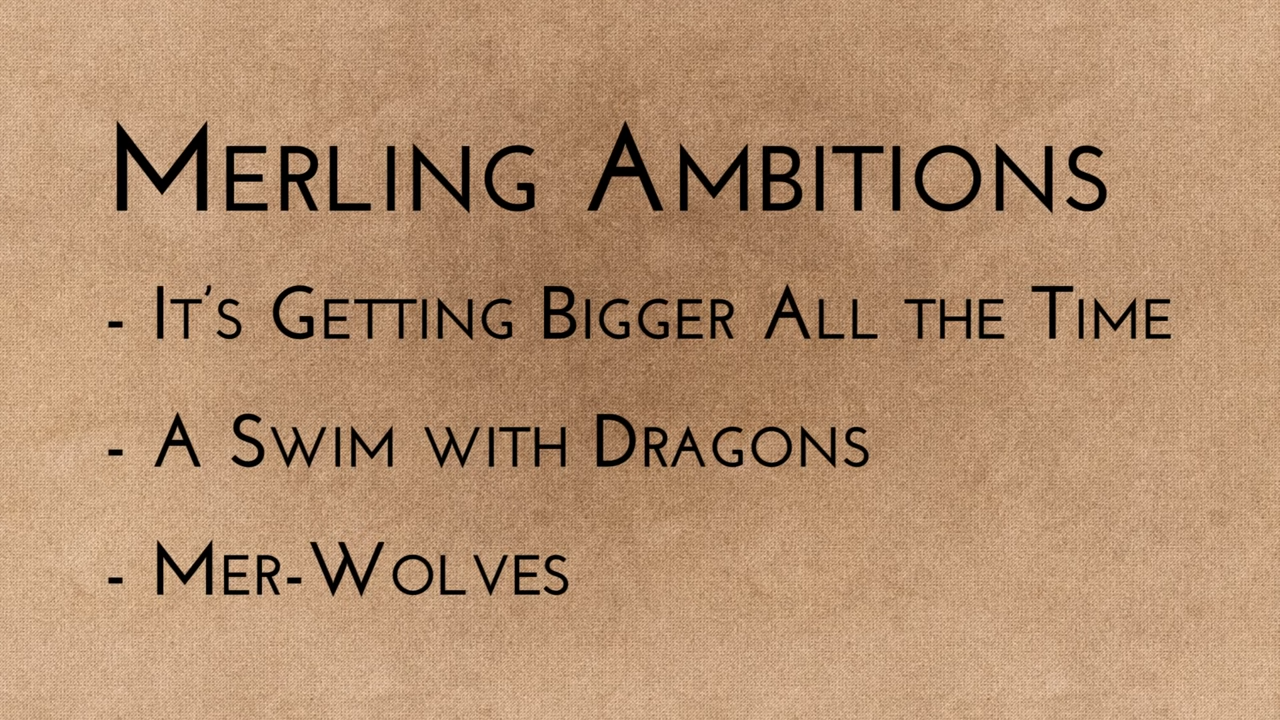 Merling Ambitions
- It's Getting Bigger All the Time
- A Swim with Dragons
- Mer-Wolves